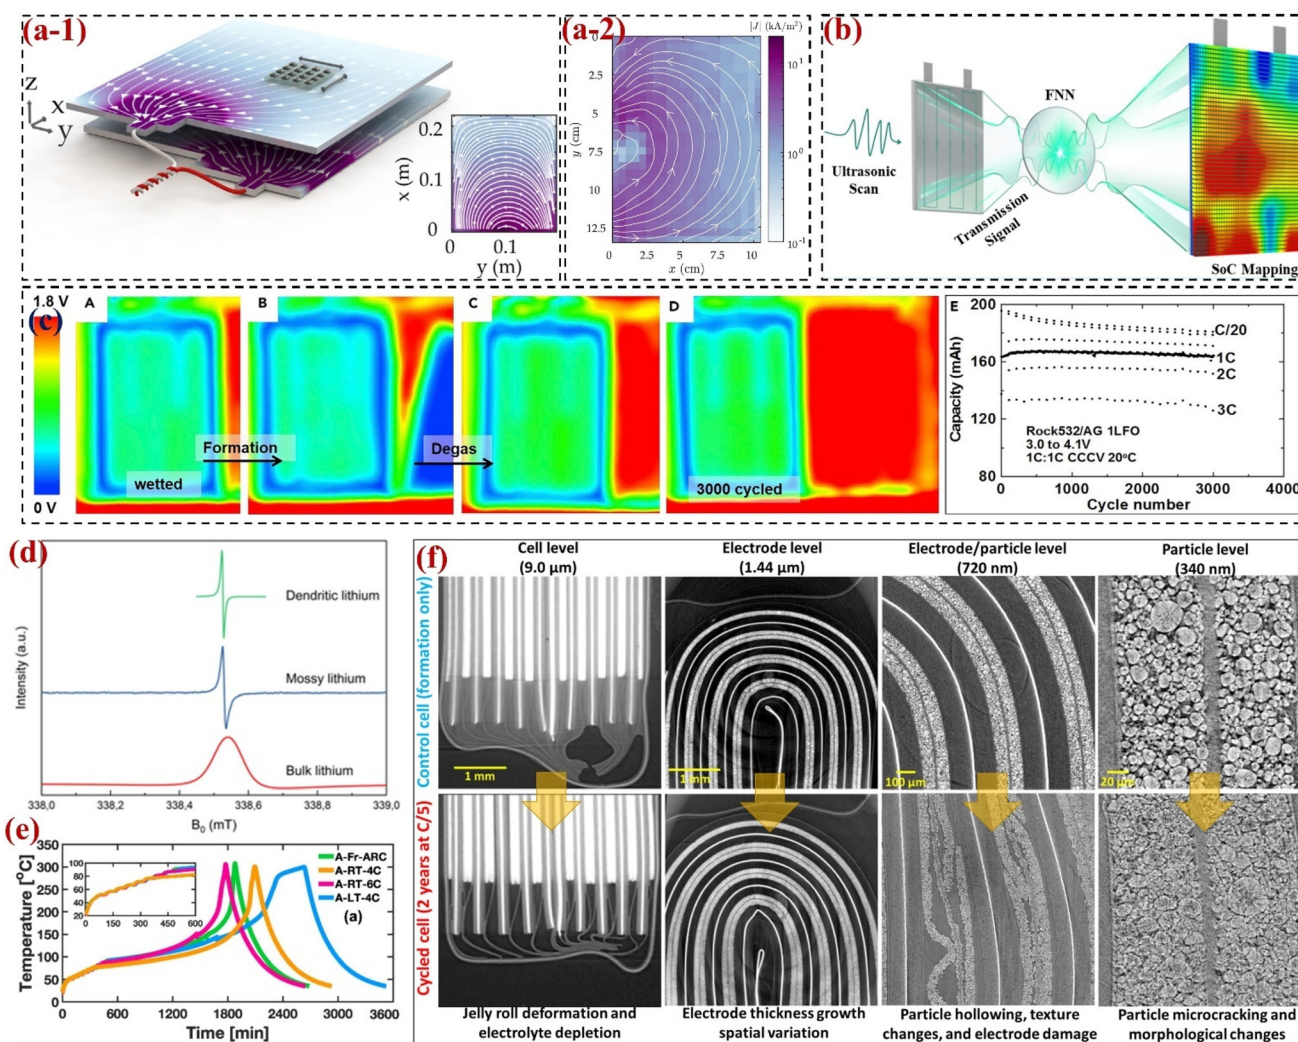 (a-1)
z
x
y
0.2
0.1
0
x (m)
0
0.1
y (m)
(a-2)
|J| (kA/m²)
0
2.5
5
7.5
10
12.5
y (cm)
0
2.5
5
7.5
10
x (cm)
10¹
10⁰
10⁻¹
(b)
FNN
Ultrasonic
Scan
Transmission
Signal
SoC Mapping
(c)
1.8 V
0 V
A
wetted
Formation
B
Degas
C
D
3000 cycled
E
200
160
120
80
Capacity (mAh)
C/20
1C
2C
3C
Rock532/AG 1LFO
3.0 to 4.1V
1C:1C CCCV 20°C
0
1000
2000
3000
4000
Cycle number
(d)
Dendritic lithium
Mossy lithium
Bulk lithium
Intensity (a.u.)
338,0
338,2
338,4
338,6
338,8
339,0
B₀ (mT)
(e)
350
300
250
200
150
100
50
0
Temperature [°C]
100
80
60
40
20
0
150
300
450
600
A-Fr-ARC
A-RT-4C
A-RT-6C
A-LT-4C
(a)
0
600
1200
1800
2400
3000
3600
Time [min]
(f)
Cell level
(9.0 µm)
Electrode level
(1.44 µm)
Electrode/particle level
(720 nm)
Particle level
(340 nm)
Control cell (formation only)
1 mm
1 mm
100 µm
20 µm
Cycled cell (2 years at C/5)
Jelly roll deformation and
electrolyte depletion
Electrode thickness growth
spatial variation
Particle hollowing, texture
changes, and electrode damage
Particle microcracking and
morphological changes